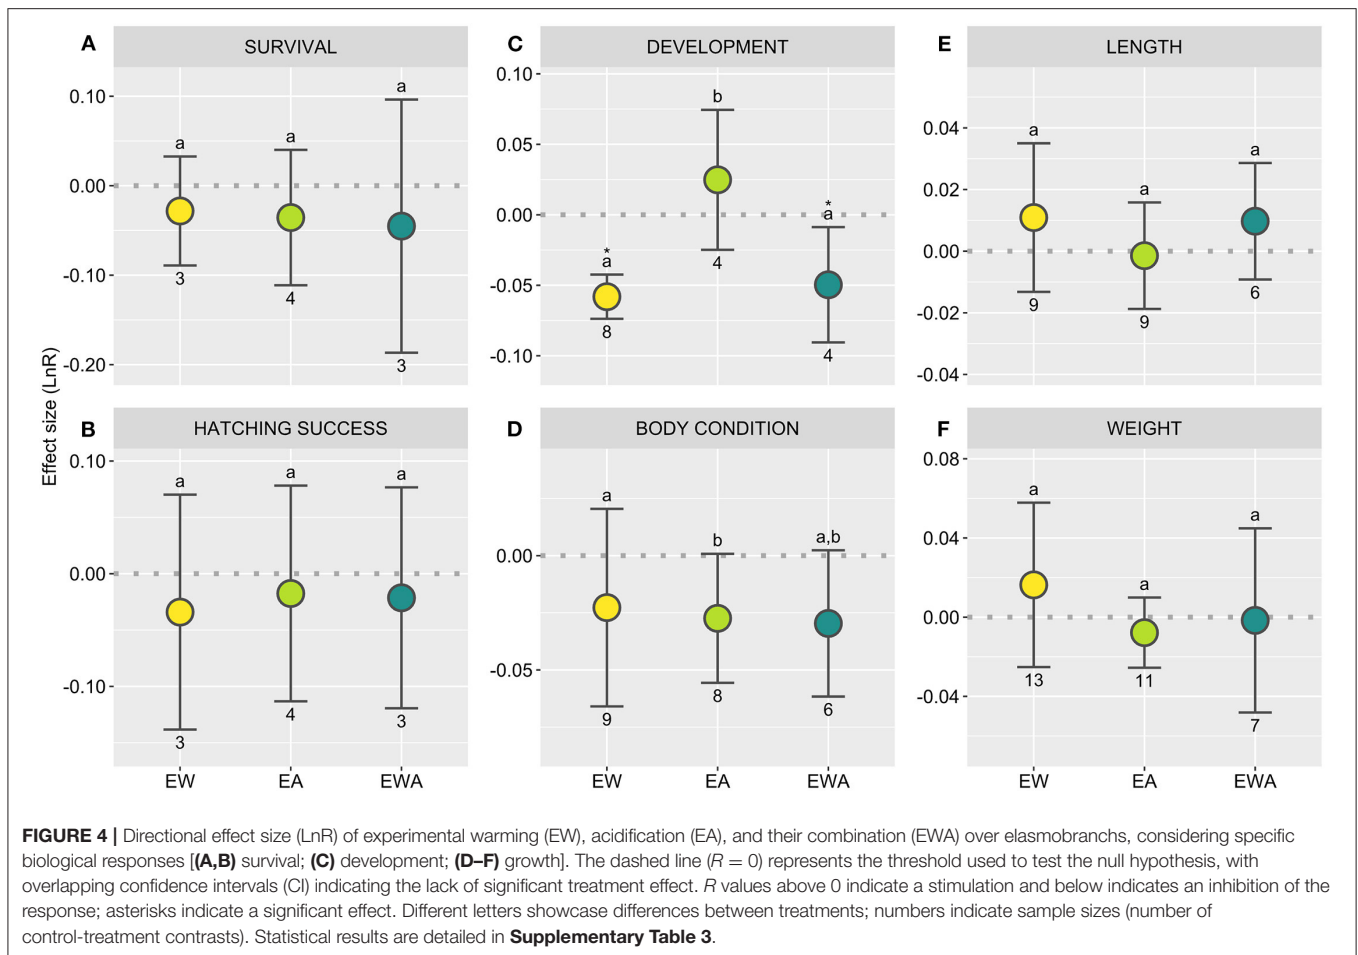 A
SURVIVAL
0.10
0.00
-0.10
-0.20
a
a
a
3
4
3
C
DEVELOPMENT
0.10
0.05
0.00
-0.05
-0.10
*
a
b
*
a
8
4
4
E
LENGTH
0.04
0.02
0.00
-0.02
-0.04
a
a
a
9
9
6
Effect size (LnR)
B
HATCHING SUCCESS
0.10
0.00
-0.10
a
a
a
3
4
3
EW EA EWA
D
BODY CONDITION
0.00
-0.05
a
b
a,b
9
8
6
EW EA EWA
F
WEIGHT
0.08
0.04
0.00
-0.04
a
a
a
13
11
7
EW EA EWA
FIGURE 4 | Directional effect size (LnR) of experimental warming (EW), acidification (EA), and their combination (EWA) over elasmobranchs, considering specific
biological responses [(A,B) survival; (C) development; (D–F) growth]. The dashed line (R = 0) represents the threshold used to test the null hypothesis, with
overlapping confidence intervals (CI) indicating the lack of significant treatment effect. R values above 0 indicate a stimulation and below indicates an inhibition of the
response; asterisks indicate a significant effect. Different letters showcase differences between treatments; numbers indicate sample sizes (number of
control-treatment contrasts). Statistical results are detailed in Supplementary Table 3.